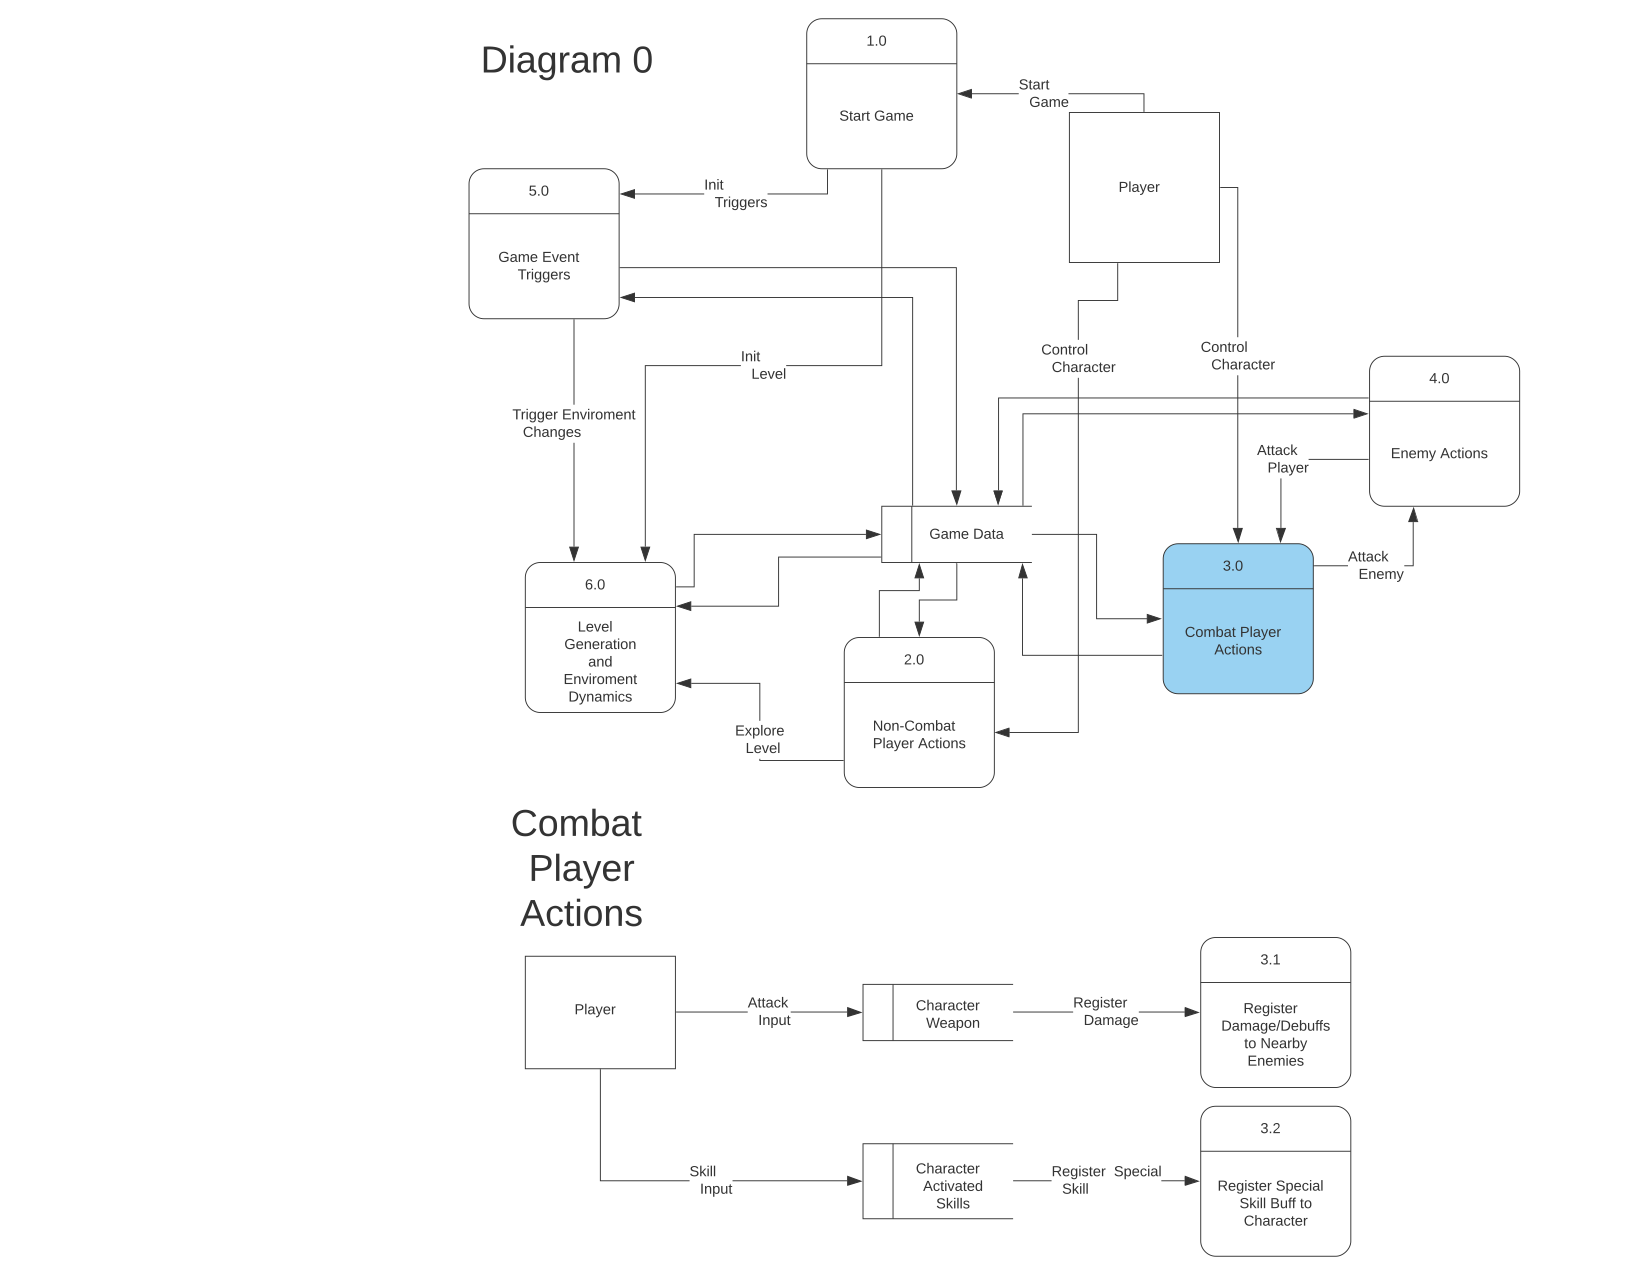 Diagram 0
1.0
Start Game
Start
Game
Player
5.0
Game Event
Triggers
Init
Triggers
Init
Level
Control
Character
Control
Character
4.0
Enemy Actions
Trigger Enviroment
Changes
Attack
Player
Game Data
Attack
Enemy
3.0
Combat Player
Actions
6.0
Level
Generation
and
Enviroment
Dynamics
2.0
Non-Combat
Player Actions
Explore
Level
Combat
Player
Actions
Player
Attack
Input
Character
Weapon
Register
Damage
3.1
Register
Damage/Debuffs
to Nearby
Enemies
Skill
Input
Character
Activated
Skills
Register Special
Skill
3.2
Register Special
Skill Buff to
Character